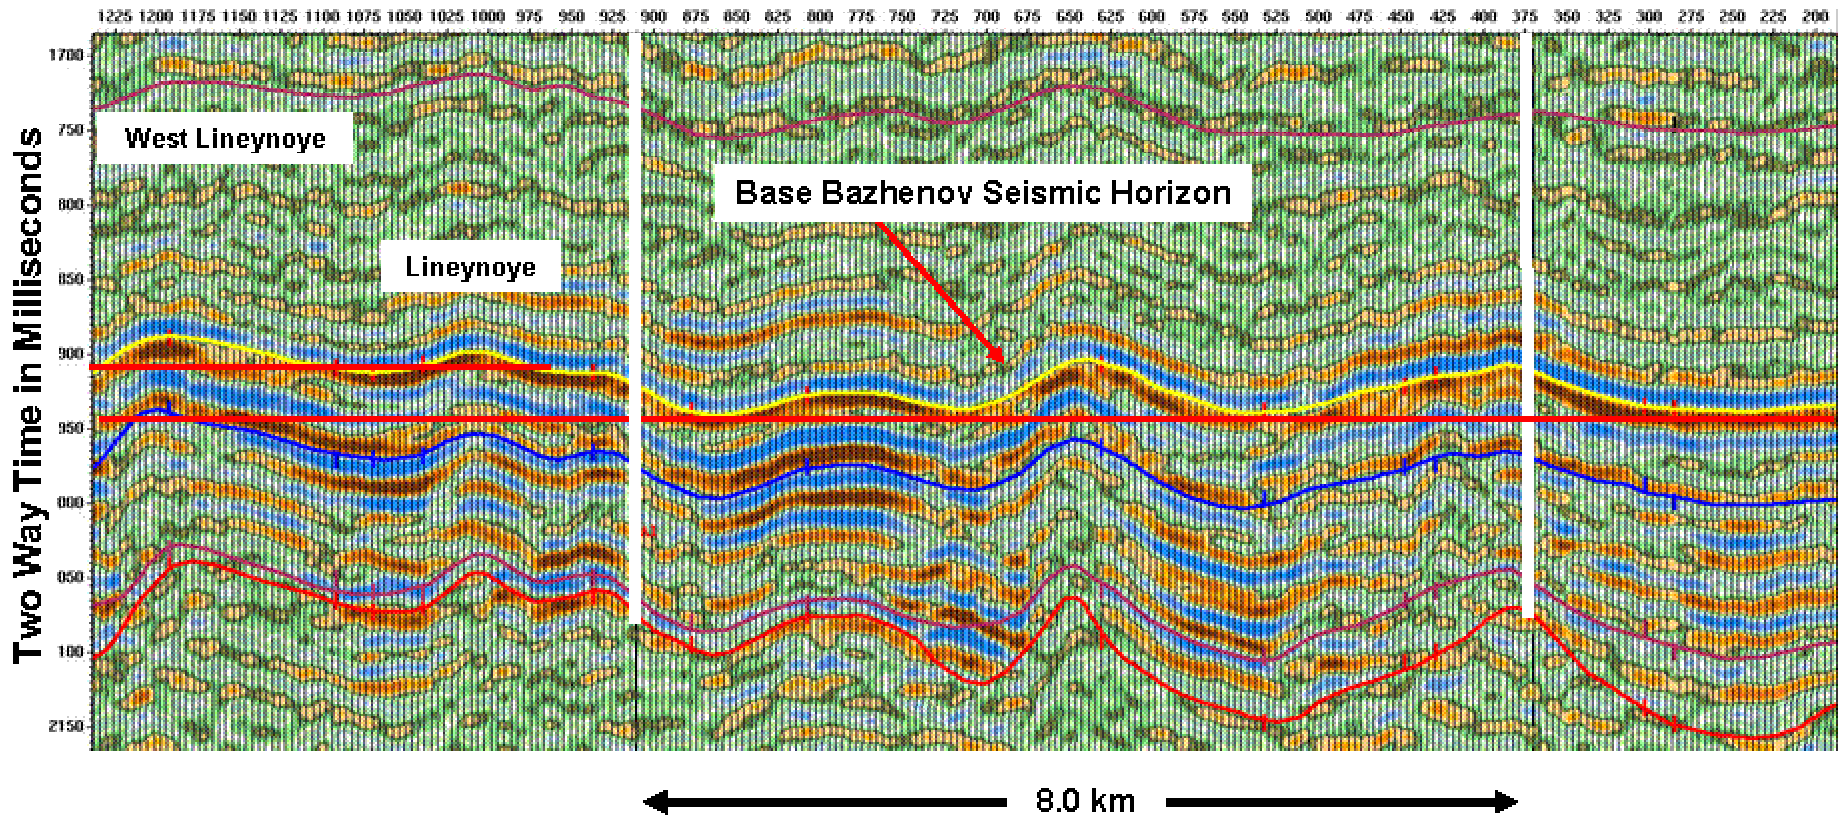 1225 1200 1175 1150 1125 1100 1075 1050 1025 1000 975 950 925 900 875 850 825 800 775 750 725 700 675 650 625 600 575 550 525 500 475 450 425 400 375 350 325 300 275 250 225 200
Two Way Time in Milliseconds
1700
750
800
850
900
950
000
050
100
2150
West Lineynoye
Base Bazhenov Seismic Horizon
Lineynoye
8.0 km